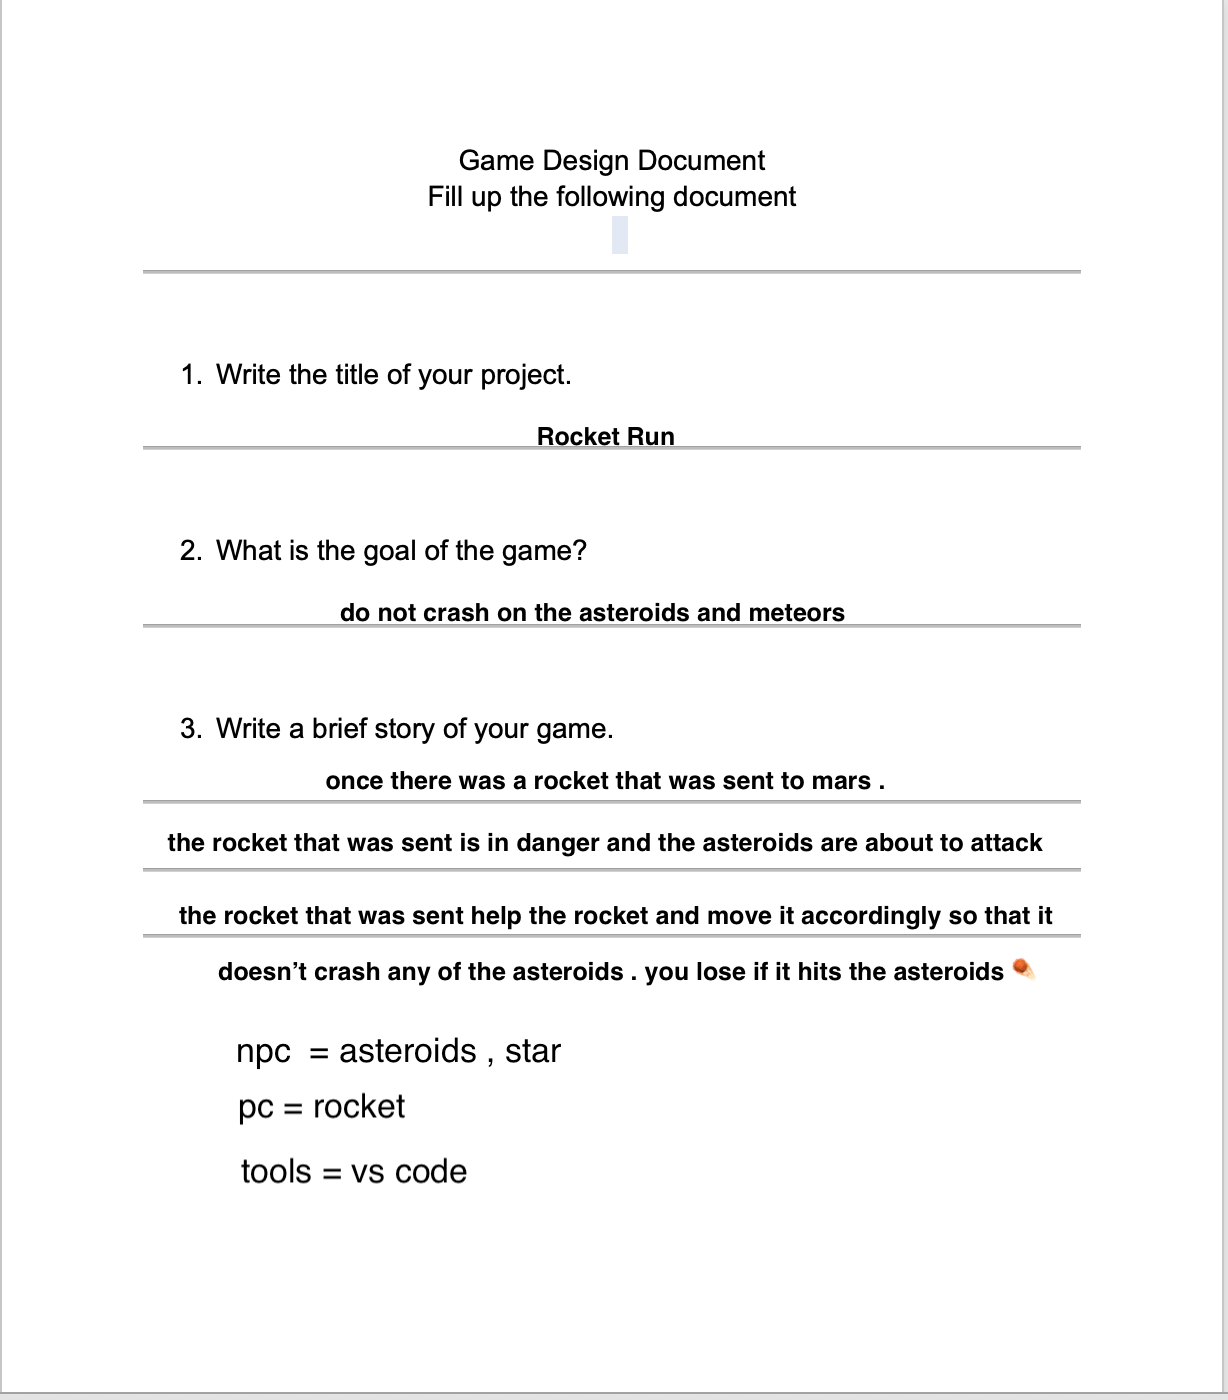 Game Design Document
Fill up the following document
1. Write the title of your project.
Rocket Run
2. What is the goal of the game?
do not crash on the asteroids and meteors
3. Write a brief story of your game.
once there was a rocket that was sent to mars .
the rocket that was sent is in danger and the asteroids are about to attack
the rocket that was sent help the rocket and move it accordingly so that it
doesn’t crash any of the asteroids . you lose if it hits the asteroids ☄️
npc = asteroids , star
pc = rocket
tools = vs code